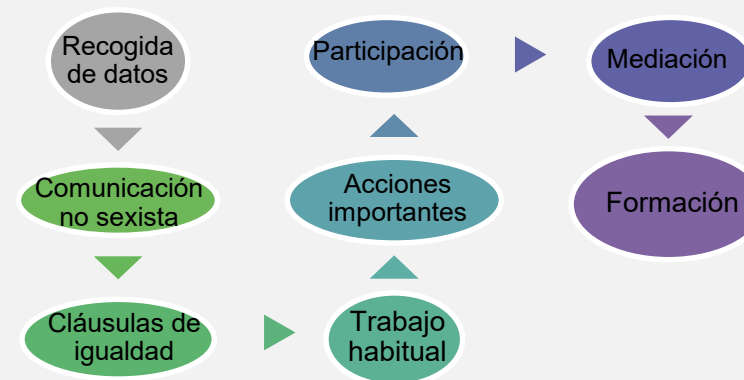 Recogida
de datos
Comunicación
no sexista
Cláusulas de
igualdad
Trabajo
habitual
Acciones
importantes
Participación
Mediación
Formación